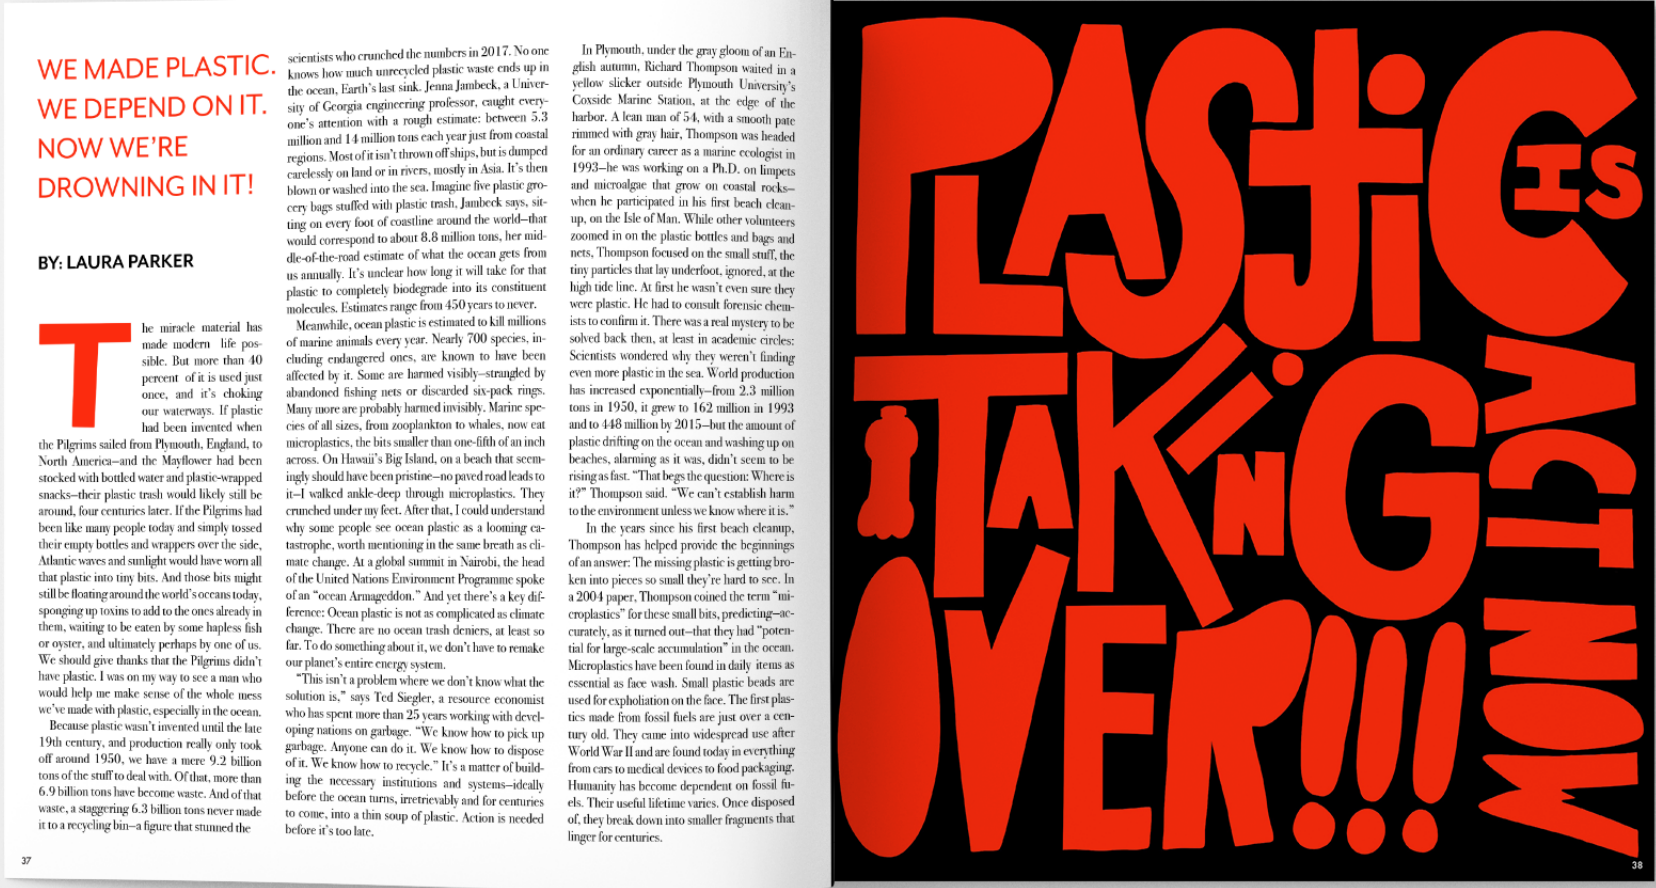 WE MADE PLASTIC.
WE DEPEND ON IT.
NOW WE'RE
DROWNING IN IT!
BY: LAURA PARKER
The miracle material has
made modern life pos-
sible. But more than 40
percent of it is used just
once, and it's choking
our waterways. If plastic
had been invented when
the Pilgrims sailed from Plymouth, England, to
North America—and the Mayflower had been
stocked with bottled water and plastic-wrapped
snacks—their plastic trash would likely still be
around, four centuries later. If the Pilgrims had
been like many people today and simply tossed
their empty bottles and wrappers over the side,
Atlantic waves and sunlight would have worn all
that plastic into tiny bits. And those bits might
still be floating around the world's oceans today,
sponging up toxins to add to the ones already in
them, waiting to be eaten by some hapless fish
or oyster, and ultimately perhaps by one of us.
We should give thanks that the Pilgrims didn't
have plastic. I was on my way to see a man who
would help me make sense of the whole mess
we've made with plastic, especially in the ocean.
Because plastic wasn't invented until the late
19th century, and production really only took
off around 1950, we have a mere 9.2 billion
tons of the stuff to deal with. Of that, more than
6.9 billion tons have become waste. And of that
waste, a staggering 6.3 billion tons never made
it to a recycling bin—a figure that stunned the
scientists who crunched the numbers in 2017. No one
knows how much unrecycled plastic waste ends up in
the ocean, Earth's last sink. Jenna Jambeck, a Univer-
sity of Georgia engineering professor, caught every-
one's attention with a rough estimate: between 5.3
million and 14 million tons each year just from coastal
regions. Most of it isn't thrown off ships, but is dumped
carelessly on land or in rivers, mostly in Asia. It's then
blown or washed into the sea. Imagine five plastic gro-
cery bags stuffed with plastic trash, Jambeck says, sit-
ting on every foot of coastline around the world—that
would correspond to about 8.8 million tons, her mid-
dle-of-the-road estimate of what the ocean gets from
us annually. It's unclear how long it will take for that
plastic to completely biodegrade into its constituent
molecules. Estimates range from 450 years to never.
Meanwhile, ocean plastic is estimated to kill millions
of marine animals every year. Nearly 700 species, in-
cluding endangered ones, are known to have been
affected by it. Some are harmed visibly—strangled by
abandoned fishing nets or discarded six-pack rings.
Many more are probably harmed invisibly. Marine spe-
cies of all sizes, from zooplankton to whales, now eat
microplastics, the bits smaller than one-fifth of an inch
across. On Hawaii's Big Island, on a beach that seem-
ingly should have been pristine—no paved road leads to
it—I walked ankle-deep through microplastics. They
crunched under my feet. After that, I could understand
why some people see ocean plastic as a looming ca-
tastrophe, worth mentioning in the same breath as cli-
mate change. At a global summit in Nairobi, the head
of the United Nations Environment Programme spoke
of an "ocean Armageddon." And yet there's a key dif-
ference: Ocean plastic is not as complicated as climate
change. There are no ocean trash deniers, at least so
far. To do something about it, we don't have to remake
our planet's entire energy system.
"This isn't a problem where we don't know what the
solution is," says Ted Siegler, a resource economist
who has spent more than 25 years working with devel-
oping nations on garbage. "We know how to pick up
garbage. Anyone can do it. We know how to dispose
of it. We know how to recycle." It's a matter of build-
ing the necessary institutions and systems—ideally
before the ocean turns, irretrievably and for centuries
to come, into a thin soup of plastic. Action is needed
before it's too late.
In Plymouth, under the gray gloom of an En-
glish autumn, Richard Thompson waited in a
yellow slicker outside Plymouth University's
Coxside Marine Station, at the edge of the
harbor. A lean man of 54, with a smooth pate
rimmed with gray hair, Thompson was headed
for an ordinary career as a marine ecologist in
1993—he was working on a Ph.D. on limpets
and microalgae that grow on coastal rocks—
when he participated in his first beach clean-
up, on the Isle of Man. While other volunteers
zoomed in on the plastic bottles and bags and
nets, Thompson focused on the small stuff, the
tiny particles that lay underfoot, ignored, at the
high tide line. At first he wasn't even sure they
were plastic. He had to consult forensic chem-
ists to confirm it. There was a real mystery to be
solved back then, at least in academic circles:
Scientists wondered why they weren't finding
even more plastic in the sea. World production
has increased exponentially—from 2.3 million
tons in 1950, it grew to 162 million in 1993
and to 448 million by 2015—but the amount of
plastic drifting on the ocean and washing up on
beaches, alarming as it was, didn't seem to be
rising as fast. "That begs the question: Where is
it?" Thompson said. "We can't establish harm
to the environment unless we know where it is."
In the years since his first beach cleanup,
Thompson has helped provide the beginnings
of an answer: The missing plastic is getting bro-
ken into pieces so small they're hard to see. In
a 2004 paper, Thompson coined the term "mi-
croplastics" for these small bits, predicting—ac-
curately, as it turned out—that they had "poten-
tial for large-scale accumulation" in the ocean.
Microplastics have been found in daily items as
essential as face wash. Small plastic beads are
used for expholiation on the face. The first plas-
tics made from fossil fuels are just over a cen-
tury old. They came into widespread use after
World War II and are found today in everything
from cars to medical devices to food packaging.
Humanity has become dependent on fossil fu-
els. Their useful lifetime varies. Once disposed
of, they break down into smaller fragments that
linger for centuries.
37
PLASTiC
IS
TAKiNG
OVER!!!
ACT NOW
38